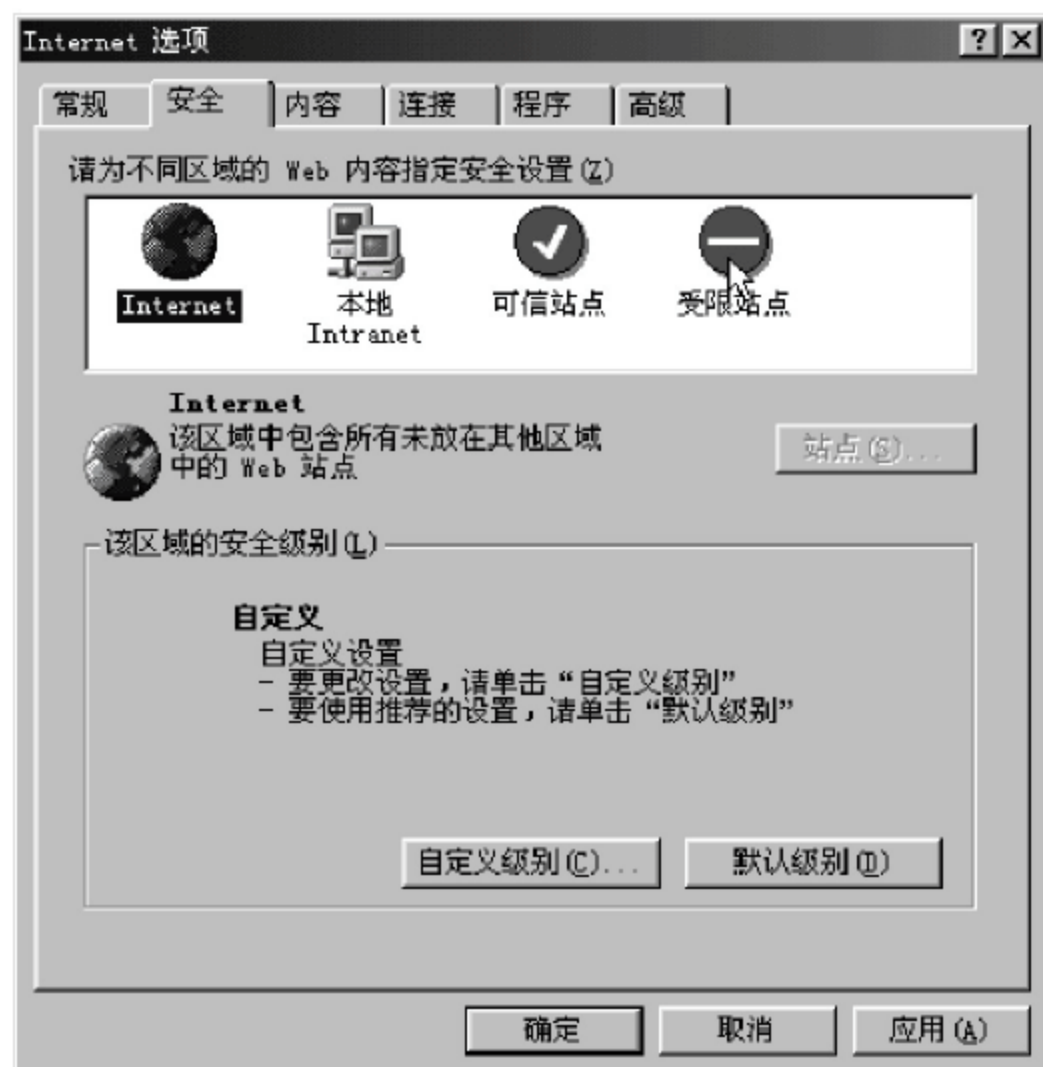 Internet 选项
常规 安全 内容 连接 程序 高级
请为不同区域的 Web 内容指定安全设置(Z)
Internet 本地 可信站点 受限站点
Intranet
Internet
该区域中包含所有未放在其他区域
中的 Web 站点
站点(S)...
该区域的安全级别(L)
自定义
自定义设置
- 要更改设置，请单击“自定义级别”
- 要使用推荐的设置，请单击“默认级别”
自定义级别(C)... 默认级别(D)
确定 取消 应用(A)